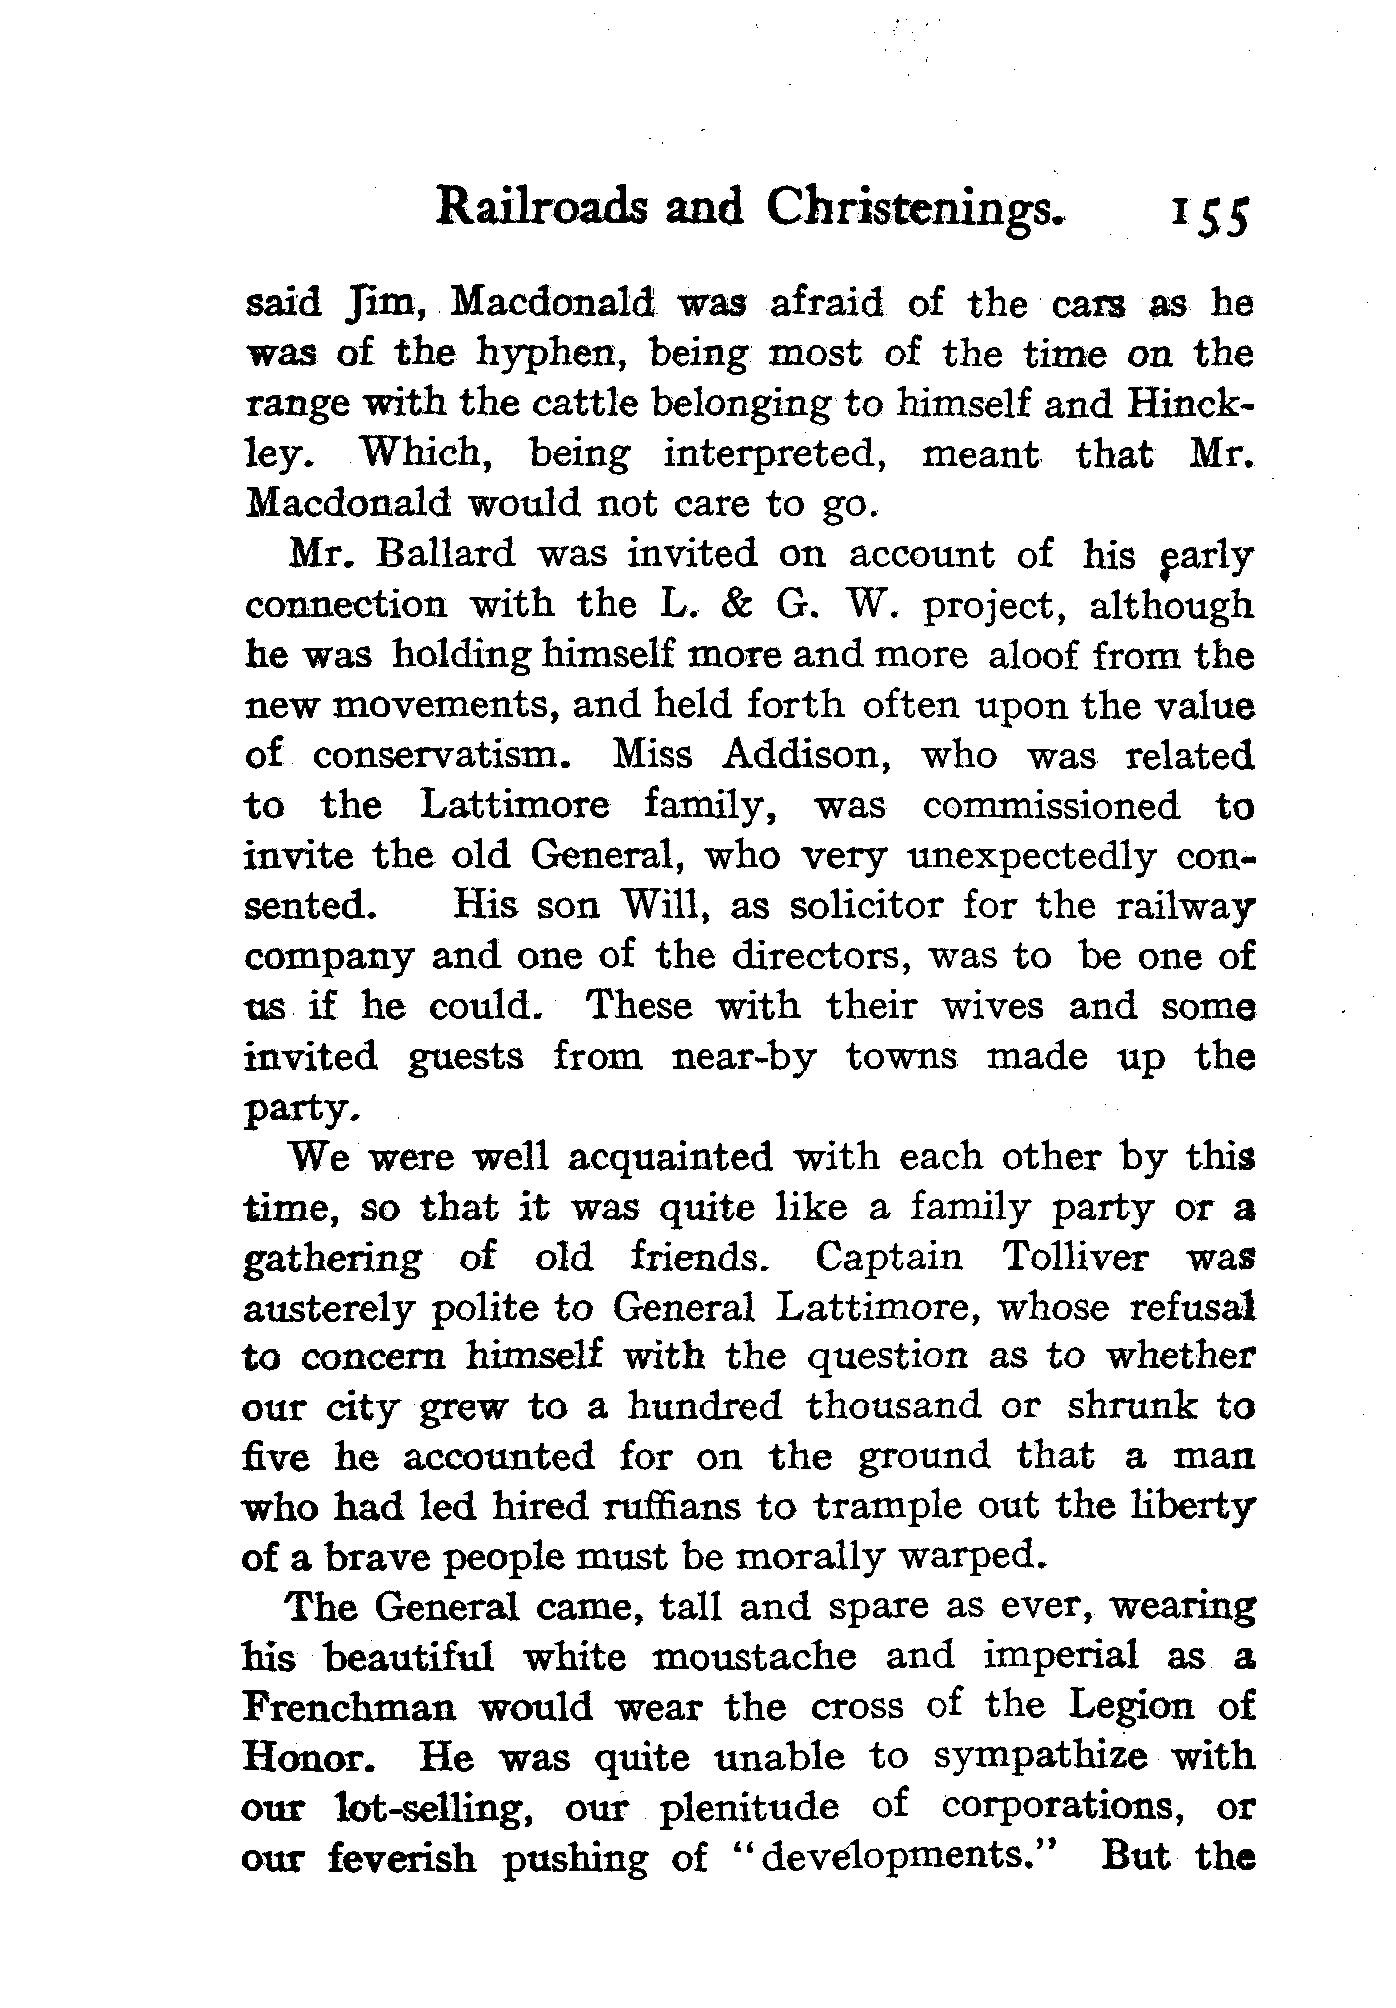 Railroads and Christenings. 155
said Jim, Macdonald was afraid of the cars as he
was of the hyphen, being most of the time on the
range with the cattle belonging to himself and Hinck-
ley. Which, being interpreted, meant that Mr.
Macdonald would not care to go.
Mr. Ballard was invited on account of his early
connection with the L. & G. W. project, although
he was holding himself more and more aloof from the
new movements, and held forth often upon the value
of conservatism. Miss Addison, who was related
to the Lattimore family, was commissioned to
invite the old General, who very unexpectedly con-
sented. His son Will, as solicitor for the railway
company and one of the directors, was to be one of
us if he could. These with their wives and some
invited guests from near-by towns made up the
party.
We were well acquainted with each other by this
time, so that it was quite like a family party or a
gathering of old friends. Captain Tolliver was
austerely polite to General Lattimore, whose refusal
to concern himself with the question as to whether
our city grew to a hundred thousand or shrunk to
five he accounted for on the ground that a man
who had led hired ruffians to trample out the liberty
of a brave people must be morally warped.
The General came, tall and spare as ever, wearing
his beautiful white moustache and imperial as a
Frenchman would wear the cross of the Legion of
Honor. He was quite unable to sympathize with
our lot-selling, our plenitude of corporations, or
our feverish pushing of "developments." But the